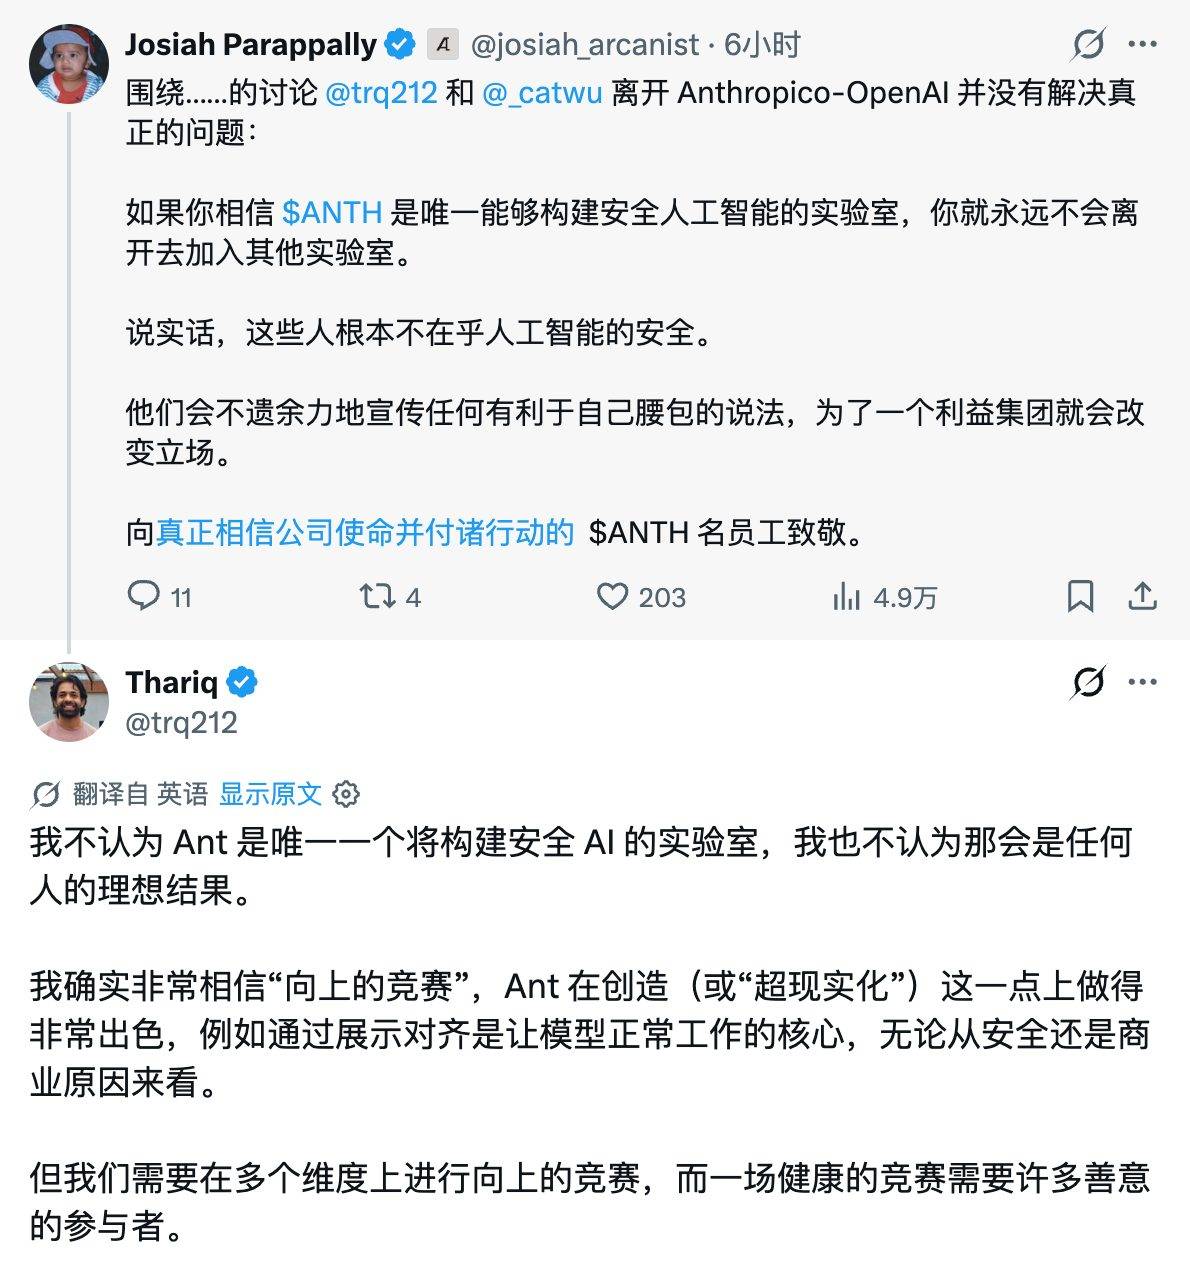 Josiah Parappally @josiah_arcanist · 6小时
围绕......的讨论 @trq212 和 @_catwu 离开 Anthropico-OpenAI 并没有解决真
正的问题：
如果你相信 $ANTH 是唯一能够构建安全人工智能的实验室，你就永远不会离
开去加入其他实验室。
说实话，这些人根本不在乎人工智能的安全。
他们会不遗余力地宣传任何有利于自己腰包的说法，为了一个利益集团就会改
变立场。
向真正相信公司使命并付诸行动的 $ANTH 名员工致敬。
11 4 203 4.9万
Thariq
@trq212
翻译自 英语 显示原文
我不认为 Ant 是唯一一个将构建安全 AI 的实验室，我也不认为那会是任何
人的理想结果。
我确实非常相信“向上的竞赛”，Ant 在创造（或“超现实化”）这一点上做得
非常出色，例如通过展示对齐是让模型正常工作的核心，无论从安全还是商
业原因来看。
但我们需要在多个维度上进行向上的竞赛，而一场健康的竞赛需要许多善意
的参与者。